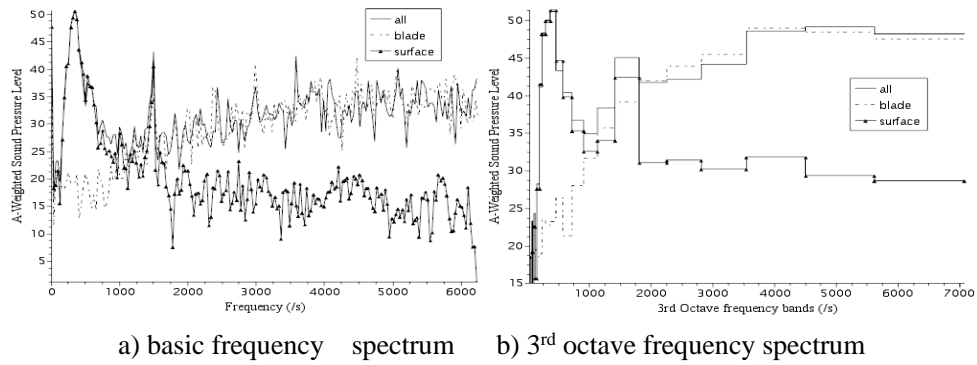 A-Weighted Sound Pressure Level
50
45
40
35
30
25
20
15
10
5
0 1000 2000 3000 4000 5000 6000
Frequency (/s)
all
blade
surface
A-Weighted Sound Pressure Level
50
45
40
35
30
25
20
15
1000 2000 3000 4000 5000 6000 7000
3rd Octave frequency bands (/s)
all
blade
surface
a) basic frequency spectrum b) 3rd octave frequency spectrum